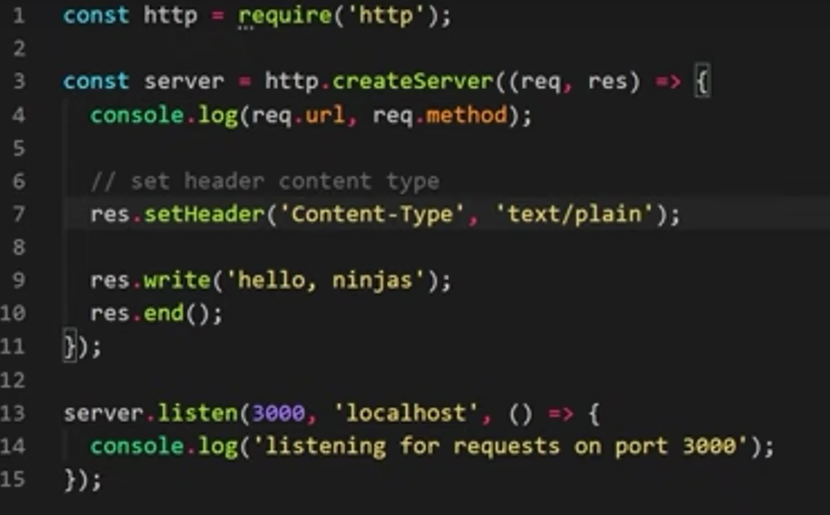 1 const http = require('http');
2
3 const server = http.createServer((req, res) => {
4   console.log(req.url, req.method);
5
6   // set header content type
7   res.setHeader('Content-Type', 'text/plain');
8
9   res.write('hello, ninjas');
10   res.end();
11 });
12
13 server.listen(3000, 'localhost', () => {
14   console.log('listening for requests on port 3000');
15 });